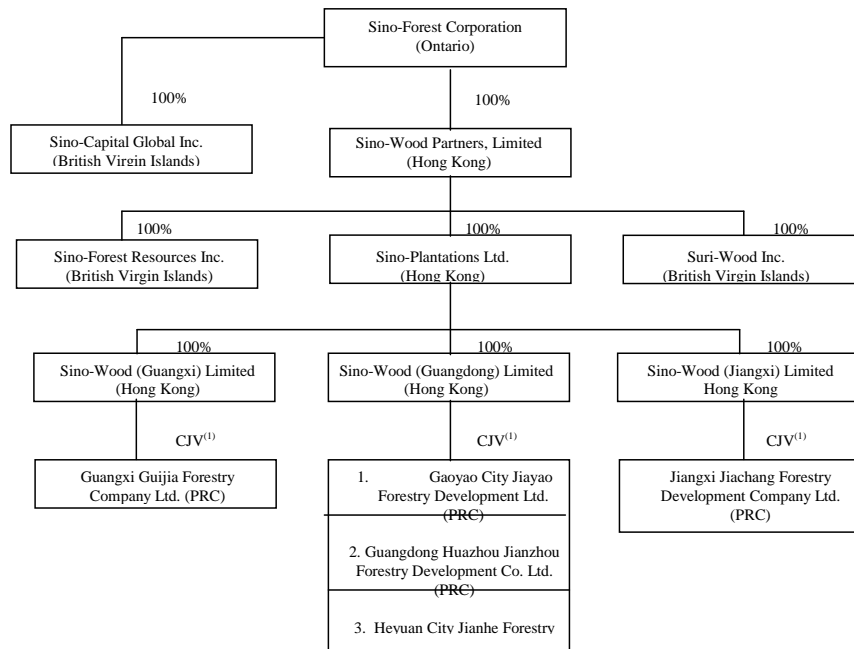 Sino-Forest Corporation
(Ontario)
100%
100%
Sino-Capital Global Inc.
(British Virgin Islands)
Sino-Wood Partners, Limited
(Hong Kong)
100%
100%
100%
Sino-Forest Resources Inc.
(British Virgin Islands)
Sino-Plantations Ltd.
(Hong Kong)
Suri-Wood Inc.
(British Virgin Islands)
100%
100%
100%
Sino-Wood (Guangxi) Limited
(Hong Kong)
Sino-Wood (Guangdong) Limited
(Hong Kong)
Sino-Wood (Jiangxi) Limited
Hong Kong
CJV(1)
CJV(1)
CJV(1)
Guangxi Guijia Forestry
Company Ltd. (PRC)
1. Gaoyao City Jiayao
Forestry Development Ltd.
(PRC)
2. Guangdong Huazhou Jianzhou
Forestry Development Co. Ltd.
(PRC)
3. Heyuan City Jianhe Forestry
Jiangxi Jiachang Forestry
Development Company Ltd.
(PRC)